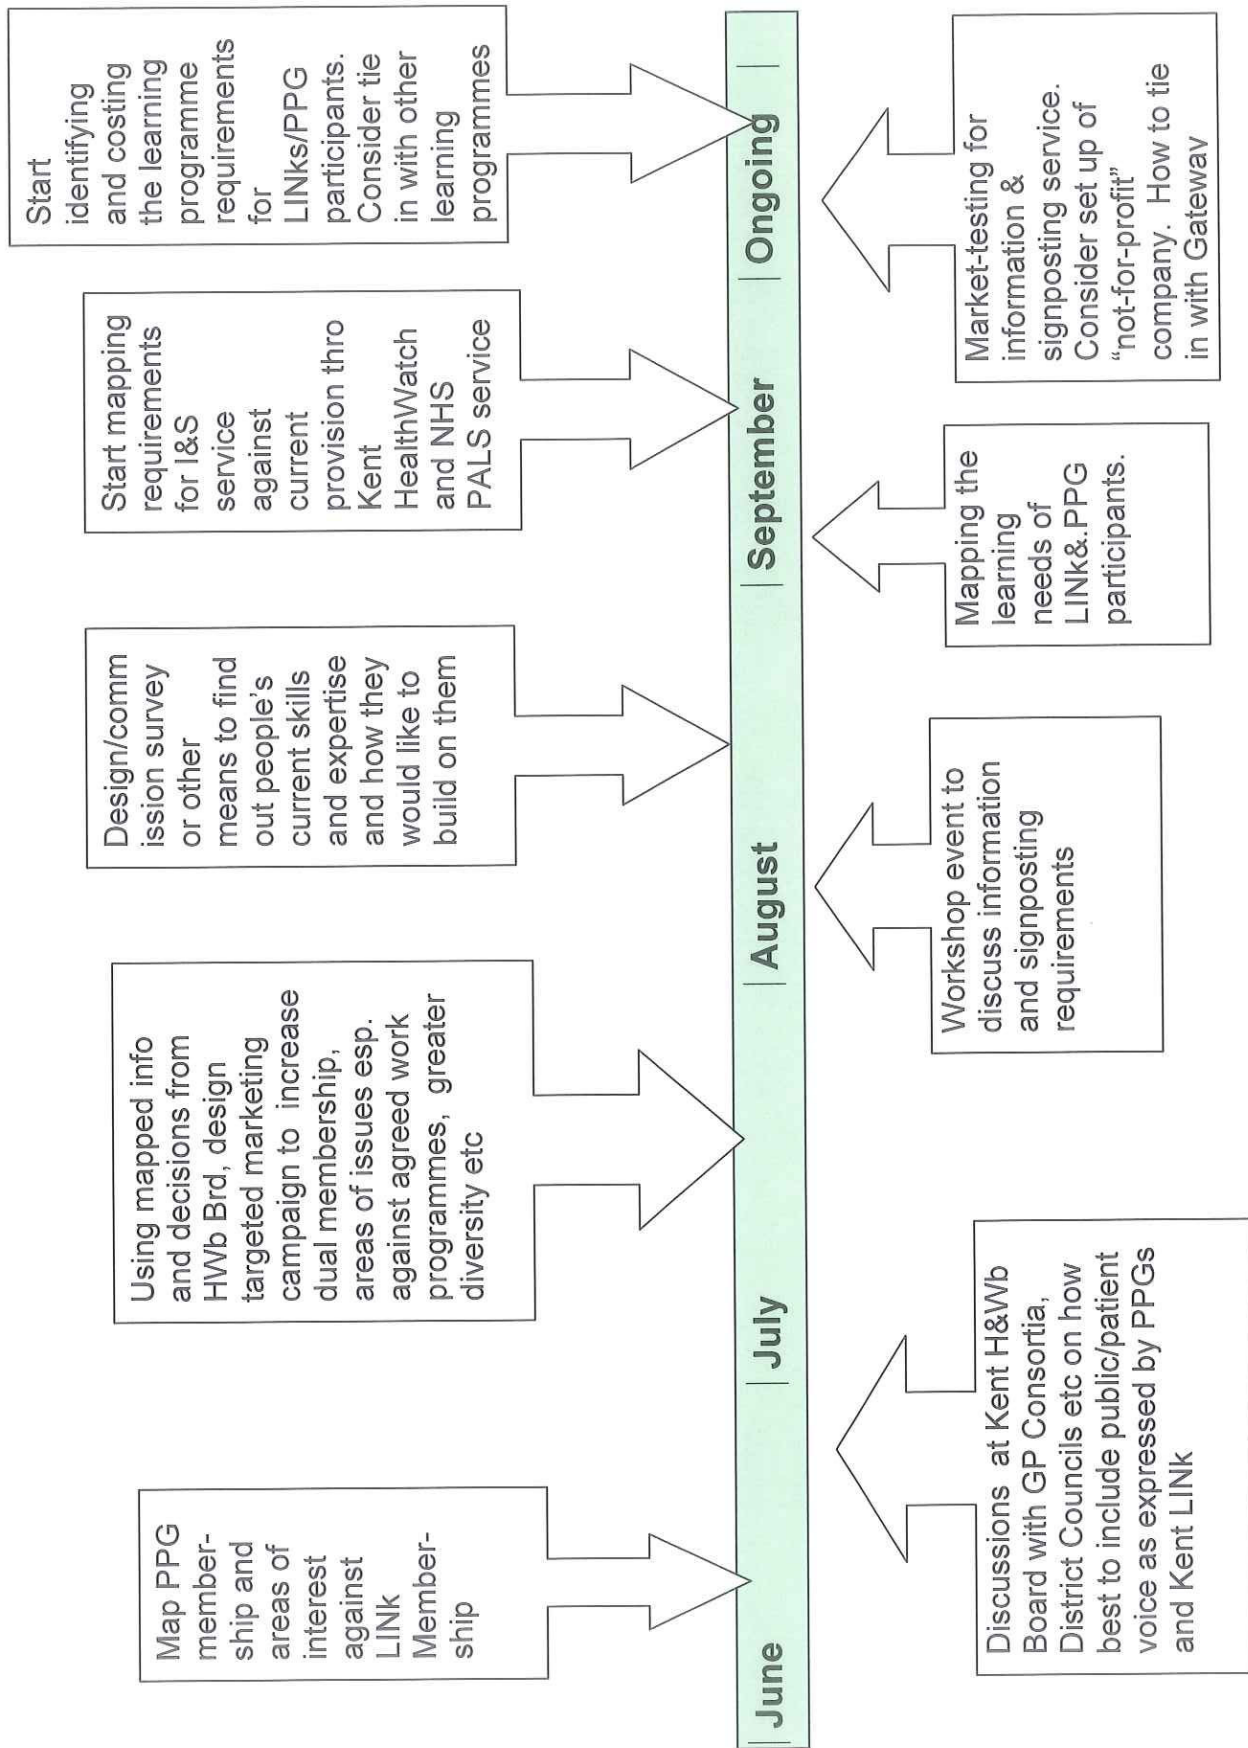 Map PPG
member-
ship and
areas of
interest
against
LINk
Member-
ship
Using mapped info
and decisions from
HWb Brd, design
targeted marketing
campaign to increase
dual membership,
areas of issues esp.
against agreed work
programmes, greater
diversity etc
Design/comm
ission survey
or other
means to find
out people's
current skills
and expertise
and how they
would like to
build on them
Start mapping
requirements
for I&S
service
against
current
provision thro
Kent
HealthWatch
and NHS
PALS service
Start
identifying
and costing
the learning
programme
requirements
for
LINks/PPG
participants.
Consider tie
in with other
learning
programmes
June
July
August
September
Ongoing
Discussions at Kent H&Wb
Board with GP Consortia,
District Councils etc on how
best to include public/patient
voice as expressed by PPGs
and Kent LINk
Workshop event to
discuss information
and signposting
requirements
Mapping the
learning
needs of
LINk&.PPG
participants.
Market-testing for
information &
signposting service.
Consider set up of
“not-for-profit”
company. How to tie
in with Gateway